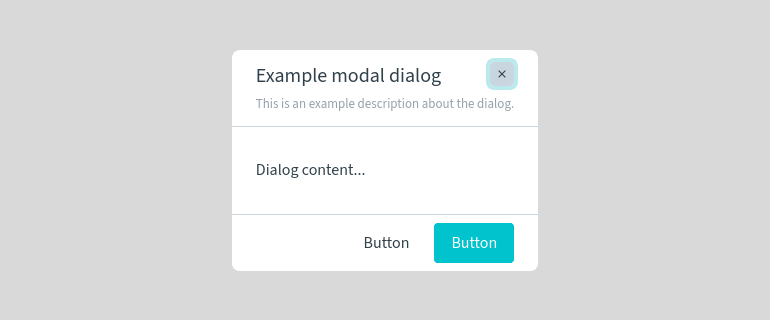 Example modal dialog ×
This is an example description about the dialog.
Dialog content...
Button Button